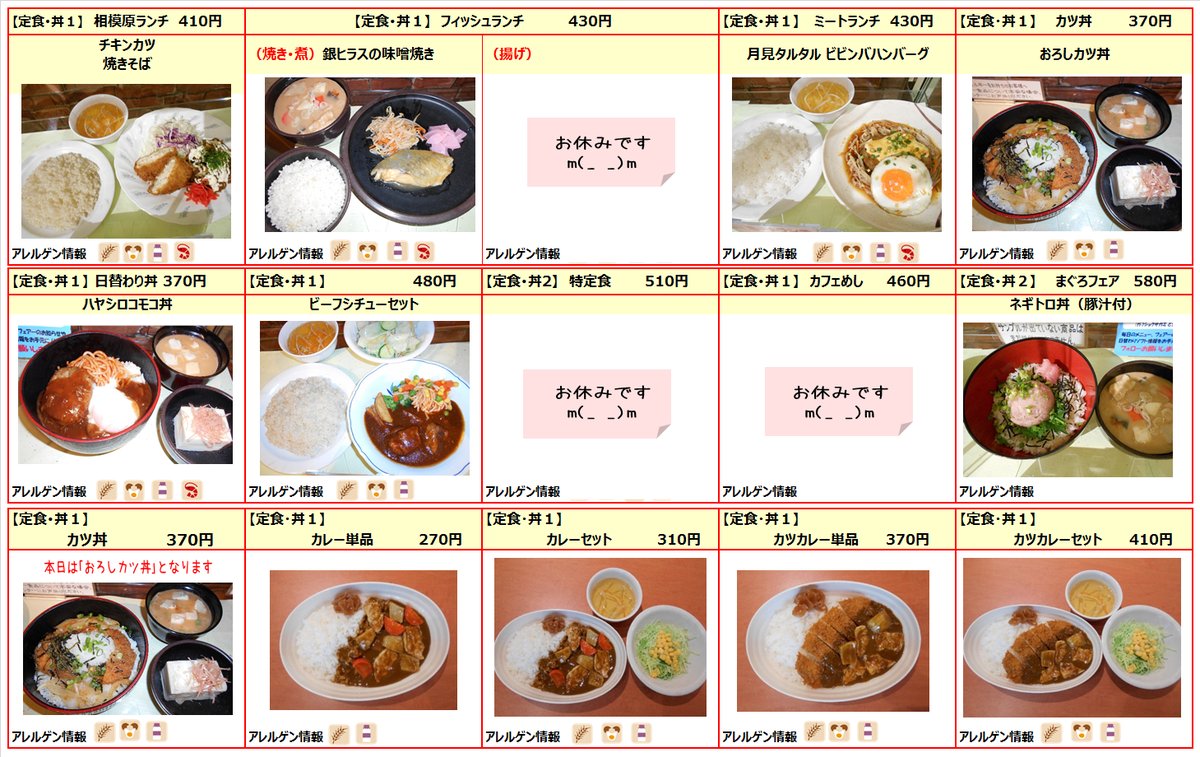 【定食・丼１】 相模原ランチ 410円
【定食・丼１】 フィッシュランチ 430円
【定食・丼１】 ミートランチ 430円
【定食・丼１】 カツ丼 370円
チキンカツ
焼きそば
（焼き・煮）銀ヒラスの味噌焼き
（揚げ）
月見タルタル ビビンバハンバーグ
おろしカツ丼
お休みです
m(_ _)m
アレルゲン情報
アレルゲン情報
アレルゲン情報
アレルゲン情報
アレルゲン情報
【定食・丼１】 日替わり丼 370円
【定食・丼１】 480円
【定食・丼2】 特定食 510円
【定食・丼１】 カフェめし 460円
【定食・丼２】 まぐろフェア 580円
ハヤシロコモコ丼
ビーフシチューセット
ネギトロ丼（豚汁付）
お休みです
m(_ _)m
お休みです
m(_ _)m
アレルゲン情報
アレルゲン情報
アレルゲン情報
アレルゲン情報
アレルゲン情報
【定食・丼１】
カツ丼 370円
【定食・丼１】
カレー単品 270円
【定食・丼１】
カレーセット 310円
【定食・丼１】
カツカレー単品 370円
【定食・丼１】
カツカレーセット 410円
本日は「おろしカツ丼」となります
アレルゲン情報
アレルゲン情報
アレルゲン情報
アレルゲン情報
アレルゲン情報